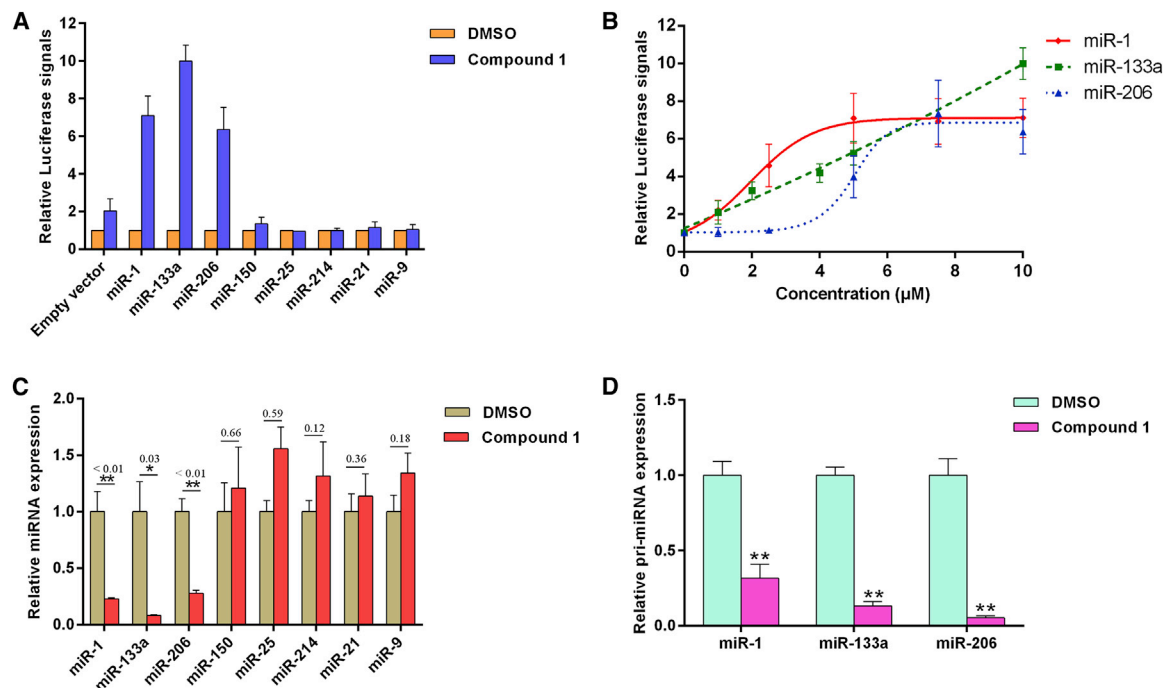 A
Relative Luciferase signals
12
10
8
6
4
2
0
DMSO
Compound 1
Empty vector
miR-1
miR-133a
miR-206
miR-150
miR-25
miR-214
miR-21
miR-9
B
Relative Luciferase signals
12
10
8
6
4
2
0
0 2 4 6 8 10
Concentration (µM)
miR-1
miR-133a
miR-206
C
Relative miRNA expression
2.0
1.5
1.0
0.5
0.0
DMSO
Compound 1
< 0.01
**
0.03
*
< 0.01
**
0.66
0.59
0.12
0.36
0.18
miR-1
miR-133a
miR-206
miR-150
miR-25
miR-214
miR-21
miR-9
D
Relative pri-miRNA expression
1.5
1.0
0.5
0.0
DMSO
Compound 1
**
**
**
miR-1 miR-133a miR-206